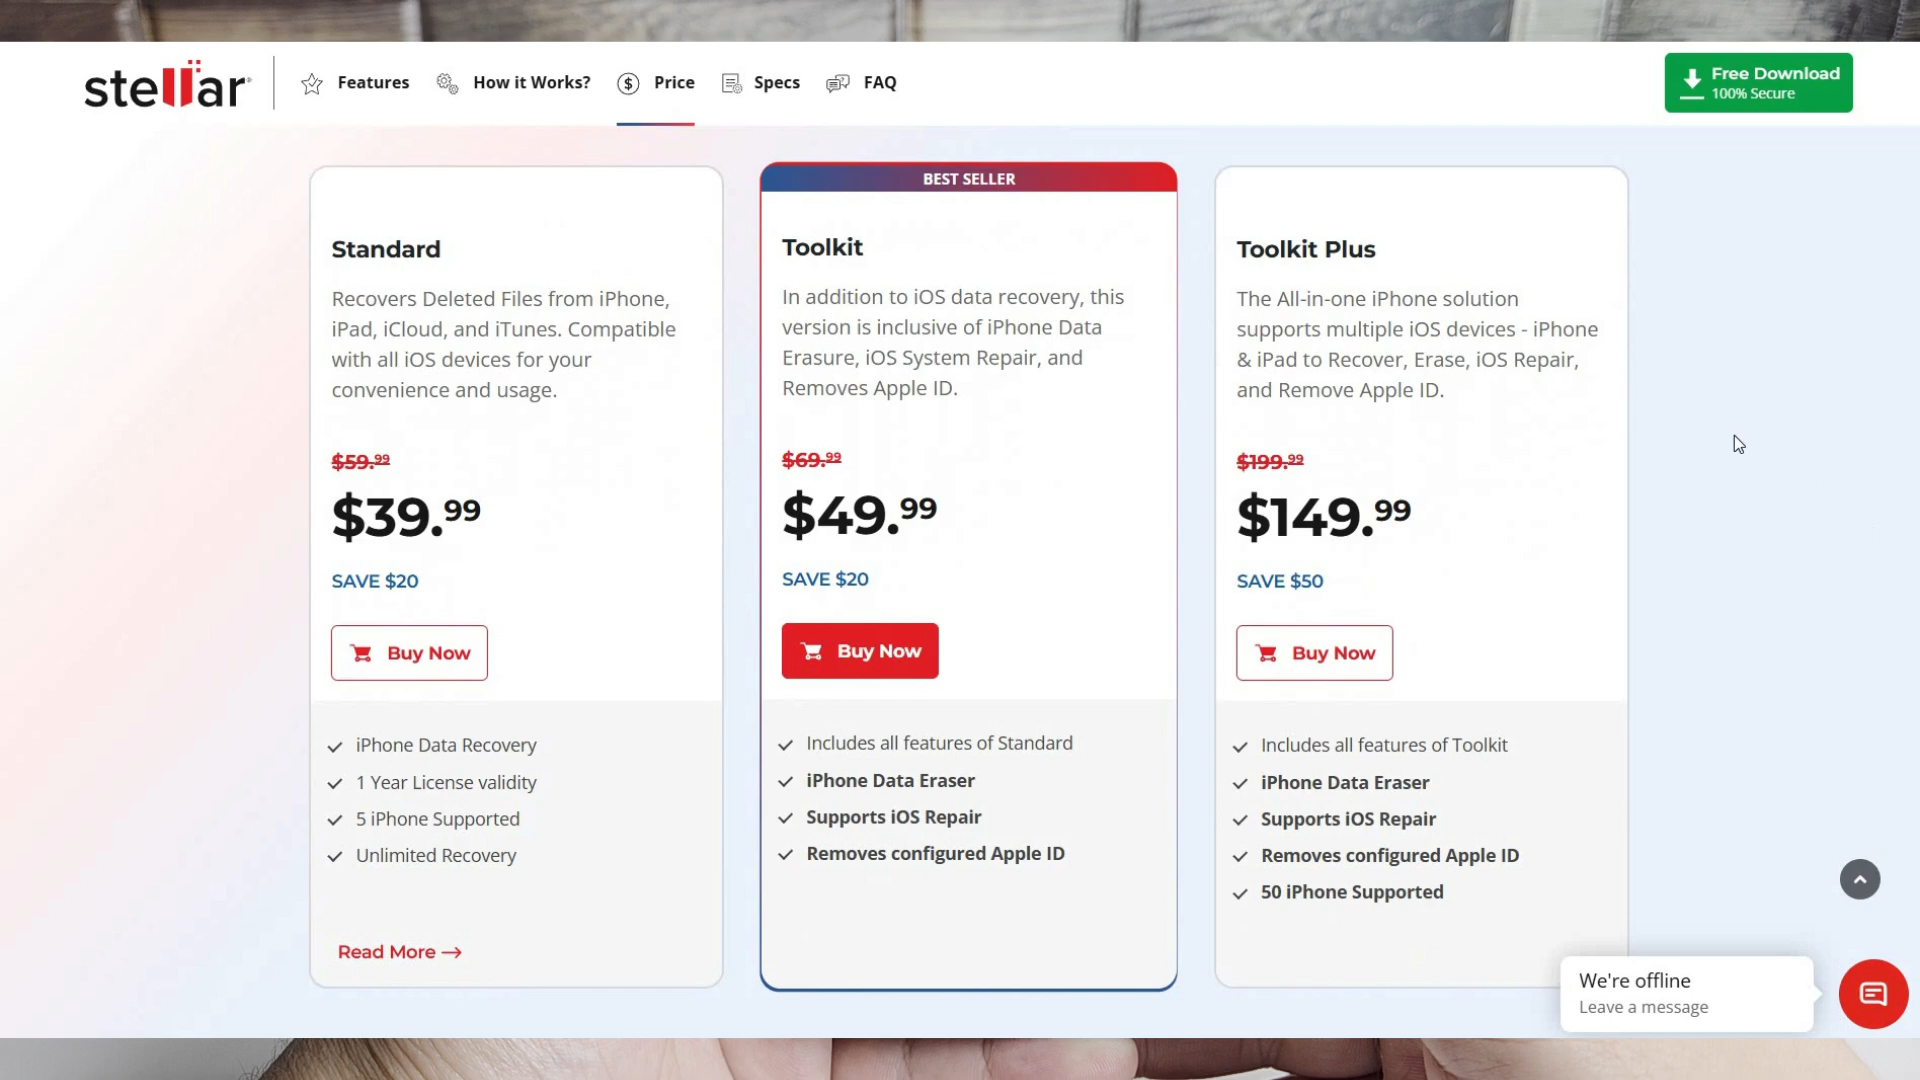 stellar
Features
How it Works?
Price
Specs
FAQ
Free Download
100% Secure
Standard
Recovers Deleted Files from iPhone,
iPad, iCloud, and iTunes. Compatible
with all iOS devices for your
convenience and usage.
$59.99
$39.99
SAVE $20
Buy Now
iPhone Data Recovery
1 Year License validity
5 iPhone Supported
Unlimited Recovery
Read More →
BEST SELLER
Toolkit
In addition to iOS data recovery, this
version is inclusive of iPhone Data
Erasure, iOS System Repair, and
Removes Apple ID.
$69.99
$49.99
SAVE $20
Buy Now
Includes all features of Standard
iPhone Data Eraser
Supports iOS Repair
Removes configured Apple ID
Toolkit Plus
The All-in-one iPhone solution
supports multiple iOS devices - iPhone
& iPad to Recover, Erase, iOS Repair,
and Remove Apple ID.
$199.99
$149.99
SAVE $50
Buy Now
Includes all features of Toolkit
iPhone Data Eraser
Supports iOS Repair
Removes configured Apple ID
50 iPhone Supported
We're offline
Leave a message